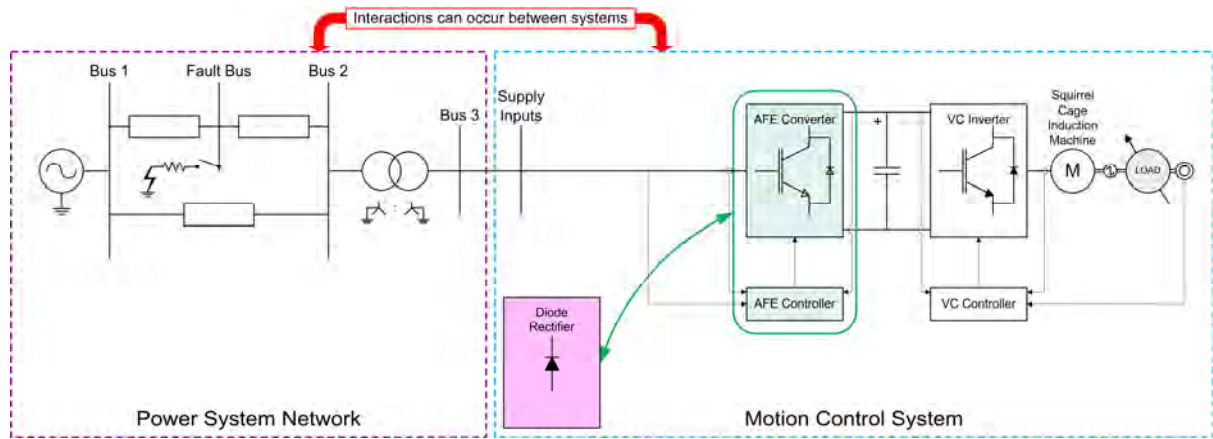 Interactions can occur between systems
Bus 1
Fault Bus
Bus 2
Bus 3
Supply
Inputs
AFE Converter
+
VC Inverter
Squirrel
Cage
Induction
Machine
M
LOAD
AFE Controller
VC Controller
Diode
Rectifier
Power System Network
Motion Control System